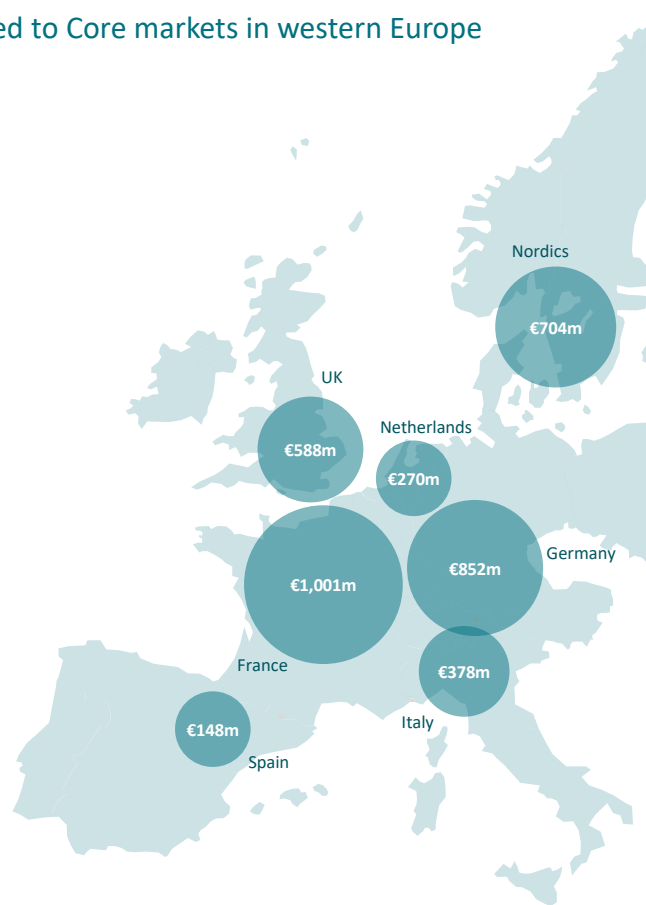 ed to Core markets in western Europe
Nordics
€704m
UK
€588m
Netherlands
€270m
Germany
€852m
€1,001m
France
€378m
Italy
€148m
Spain